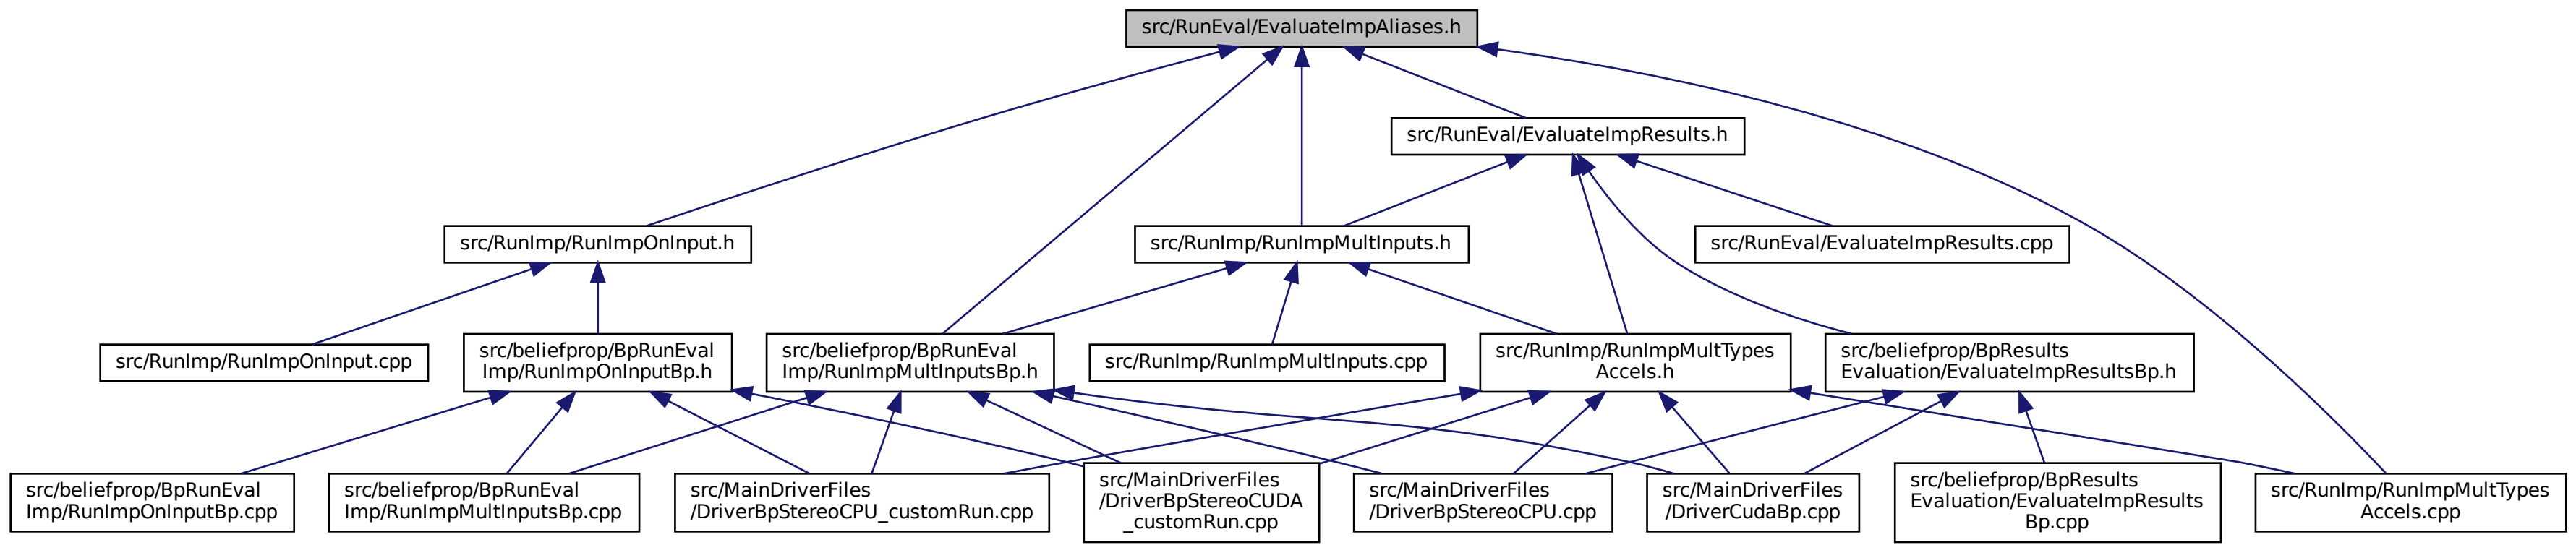 src/RunEval/EvaluateImpAliases.h
src/RunEval/EvaluateImpResults.h
src/RunImp/RunImpOnInput.h
src/RunImp/RunImpMultInputs.h
src/RunEval/EvaluateImpResults.cpp
src/RunImp/RunImpOnInput.cpp
src/beliefprop/BpRunEval
Imp/RunImpOnInputBp.h
src/beliefprop/BpRunEval
Imp/RunImpMultInputsBp.h
src/RunImp/RunImpMultInputs.cpp
src/RunImp/RunImpMultTypes
Accels.h
src/beliefprop/BpResults
Evaluation/EvaluateImpResultsBp.h
src/beliefprop/BpRunEval
Imp/RunImpOnInputBp.cpp
src/beliefprop/BpRunEval
Imp/RunImpMultInputsBp.cpp
src/MainDriverFiles
/DriverBpStereoCPU_customRun.cpp
src/MainDriverFiles
/DriverBpStereoCUDA
_customRun.cpp
src/MainDriverFiles
/DriverBpStereoCPU.cpp
src/MainDriverFiles
/DriverCudaBp.cpp
src/beliefprop/BpResults
Evaluation/EvaluateImpResults
Bp.cpp
src/RunImp/RunImpMultTypes
Accels.cpp